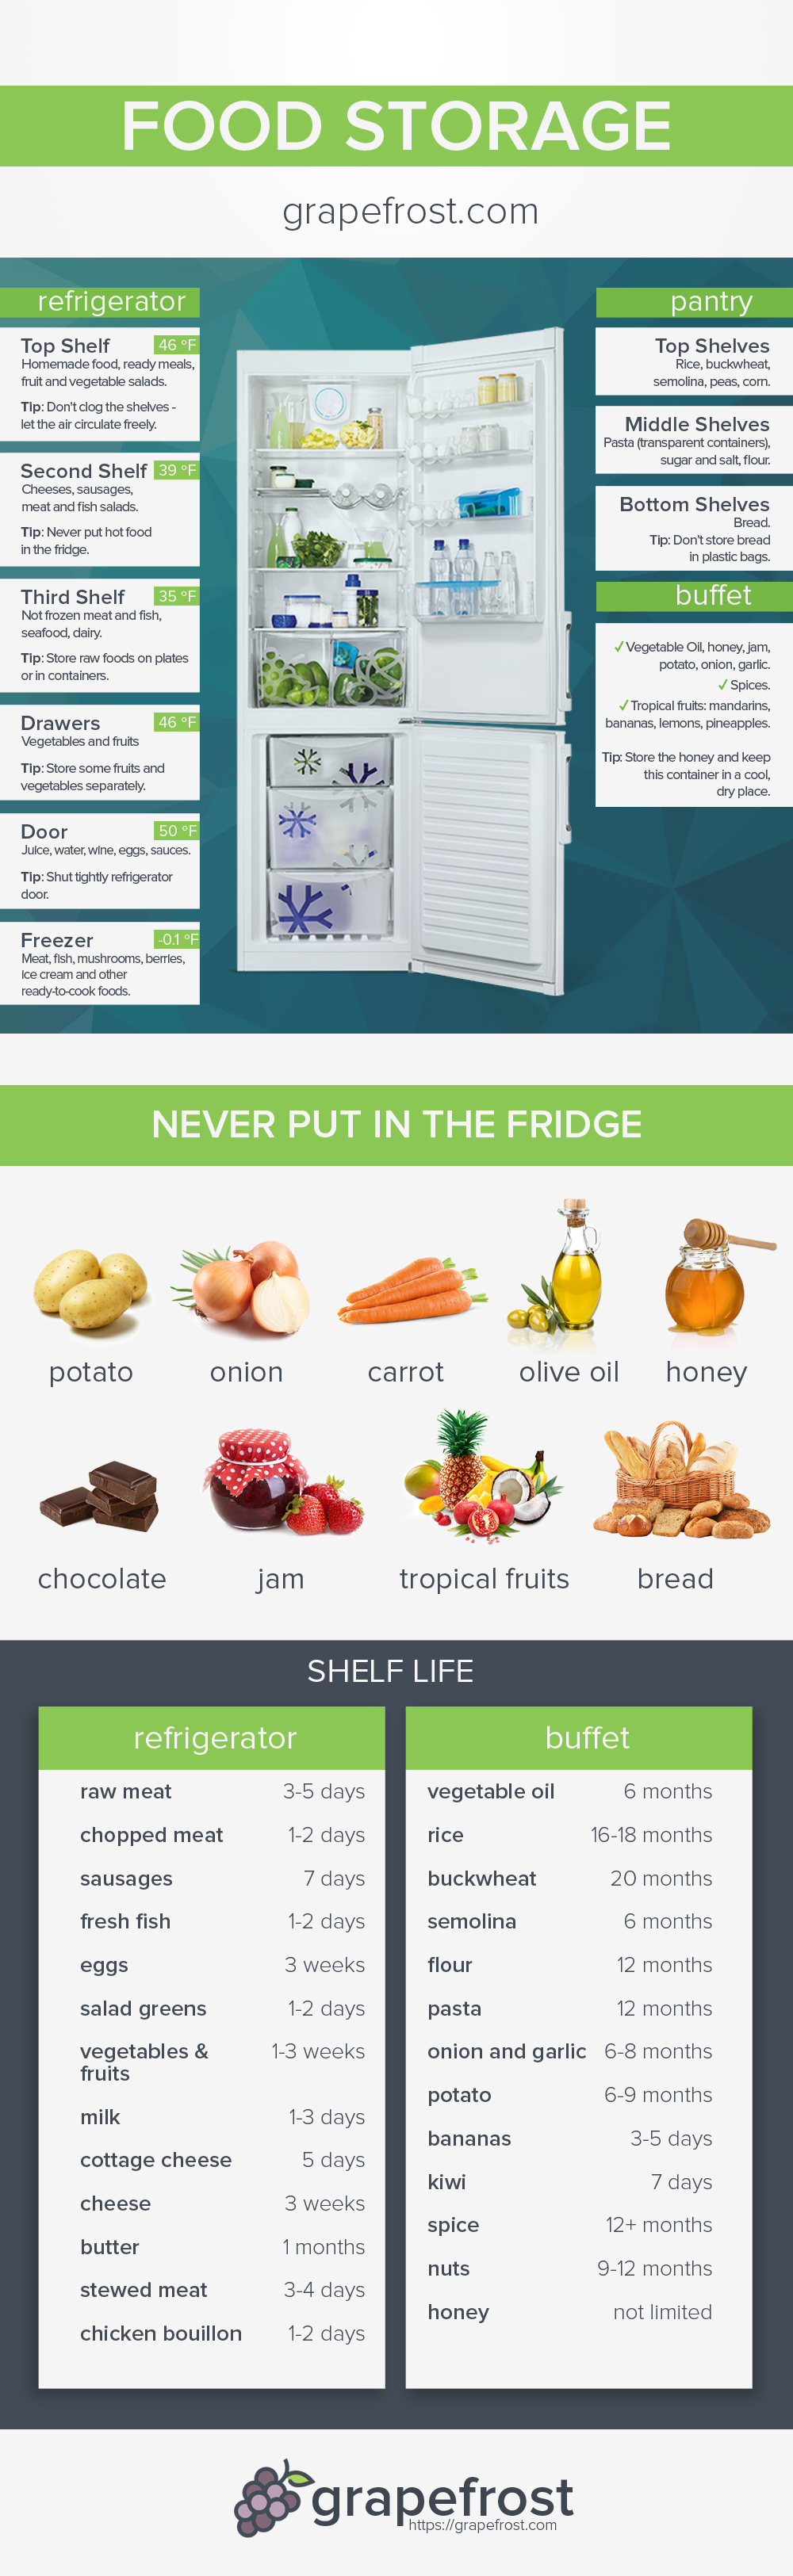 FOOD STORAGE
grapefrost.com
refrigerator
Top Shelf 46 °F
Homemade food, ready meals,
fruit and vegetable salads.
Tip: Don't clog the shelves -
let the air circulate freely.
Second Shelf 39 °F
Cheeses, sausages,
meat and fish salads.
Tip: Never put hot food
in the fridge.
Third Shelf 35 °F
Not frozen meat and fish,
seafood, dairy.
Tip: Store raw foods on plates
or in containers.
Drawers 46 °F
Vegetables and fruits
Tip: Store some fruits and
vegetables separately.
Door 50 °F
Juice, water, wine, eggs, sauces.
Tip: Shut tightly refrigerator
door.
Freezer -0.1 °F
Meat, fish, mushrooms, berries,
ice cream and other
ready-to-cook foods.
pantry
Top Shelves
Rice, buckwheat,
semolina, peas, corn.
Middle Shelves
Pasta (transparent containers),
sugar and salt, flour.
Bottom Shelves
Bread.
Tip: Don't store bread
in plastic bags.
buffet
✓Vegetable Oil, honey, jam,
potato, onion, garlic.
✓Spices.
✓Tropical fruits: mandarins,
bananas, lemons, pineapples.
Tip: Store the honey and keep
this container in a cool,
dry place.
NEVER PUT IN THE FRIDGE
potato onion carrot olive oil honey
chocolate jam tropical fruits bread
SHELF LIFE
refrigerator
raw meat 3-5 days
chopped meat 1-2 days
sausages 7 days
fresh fish 1-2 days
eggs 3 weeks
salad greens 1-2 days
vegetables & 1-3 weeks
fruits
milk 1-3 days
cottage cheese 5 days
cheese 3 weeks
butter 1 months
stewed meat 3-4 days
chicken bouillon 1-2 days
buffet
vegetable oil 6 months
rice 16-18 months
buckwheat 20 months
semolina 6 months
flour 12 months
pasta 12 months
onion and garlic 6-8 months
potato 6-9 months
bananas 3-5 days
kiwi 7 days
spice 12+ months
nuts 9-12 months
honey not limited
grapefrost
https://grapefrost.com